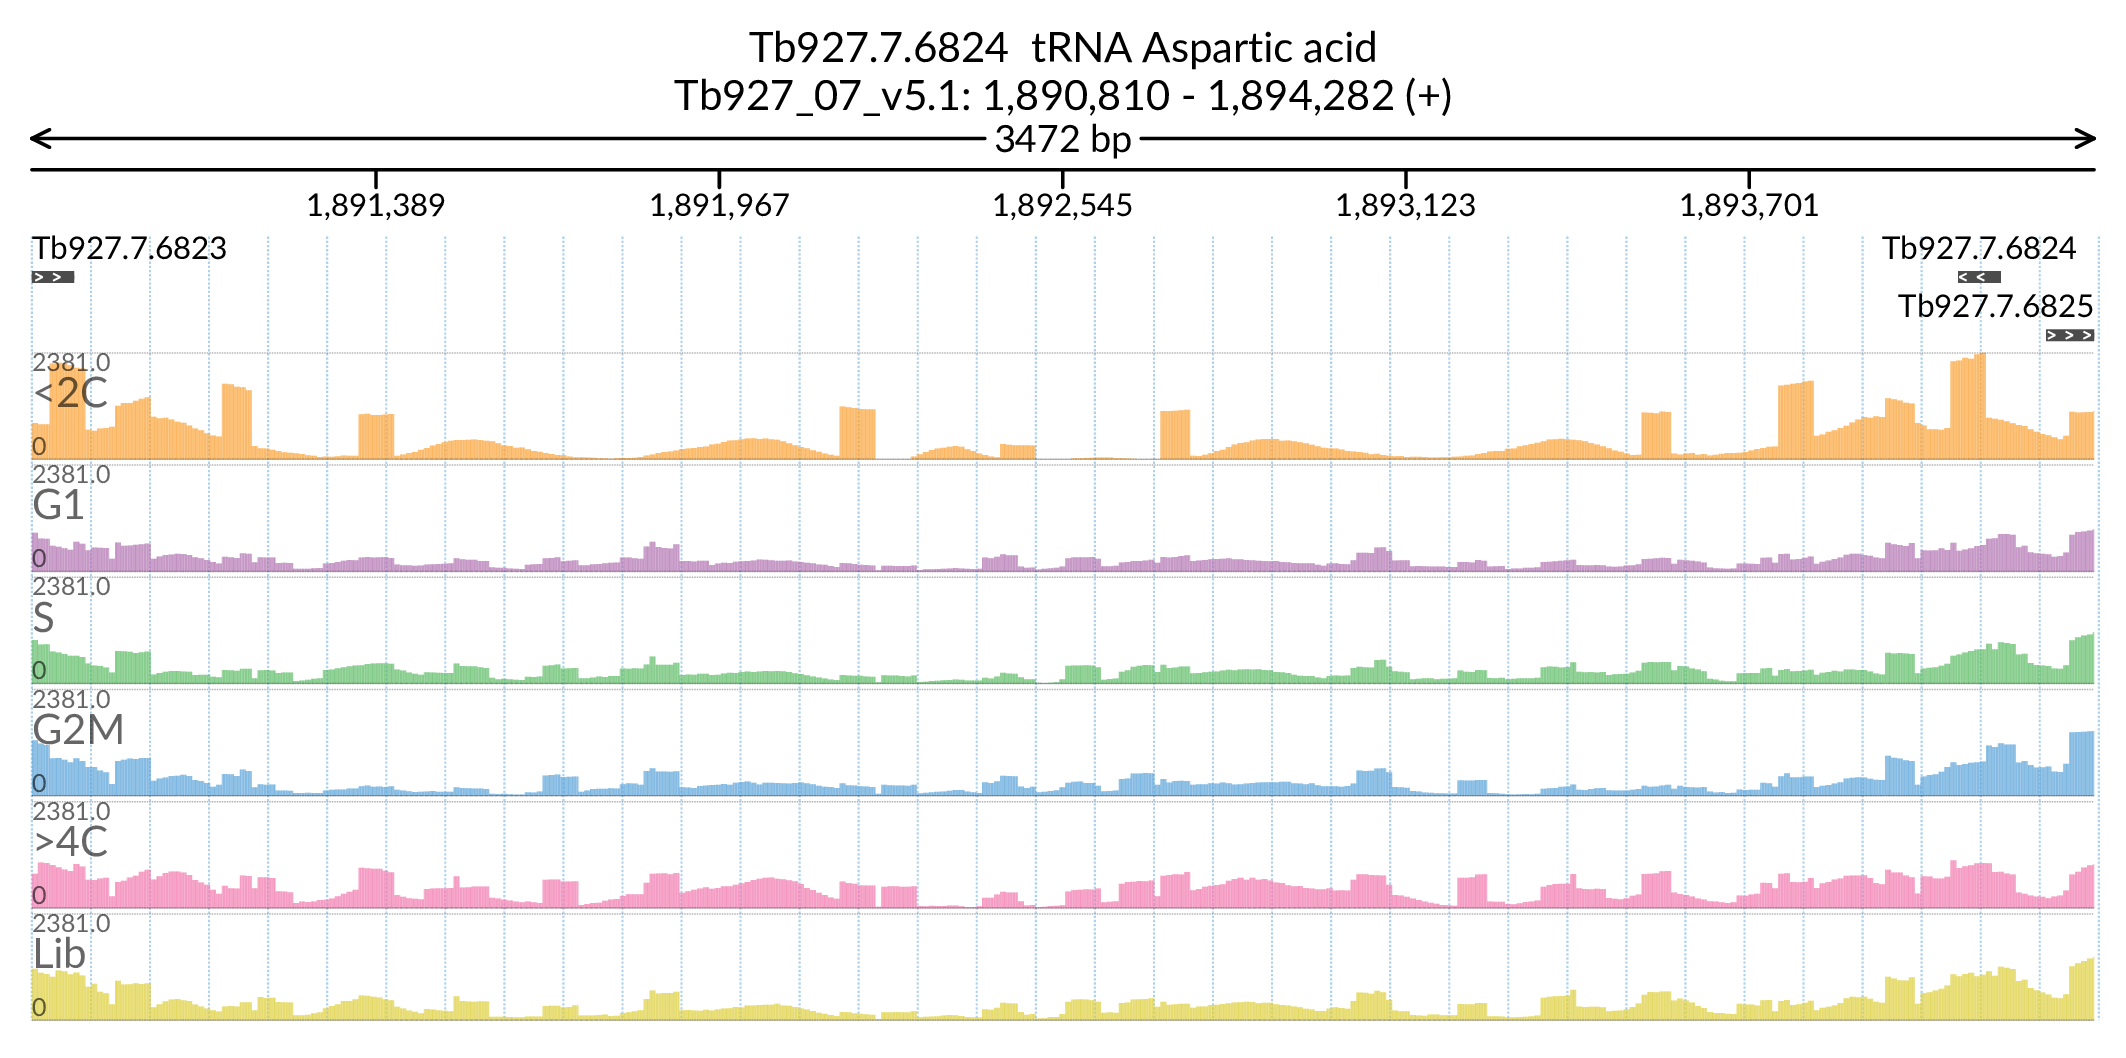 Tb927.7.6824  tRNA Aspartic acid
Tb927_07_v5.1: 1,890,810 - 1,894,282 (+)
3472 bp
1,891,389 1,891,967 1,892,545 1,893,123 1,893,701
Tb927.7.6823 Tb927.7.6824
> > < <
Tb927.7.6825
> > >
2381.0
<2C
0
2381.0
G1
0
2381.0
S
0
2381.0
G2M
0
2381.0
>4C
0
2381.0
Lib
0